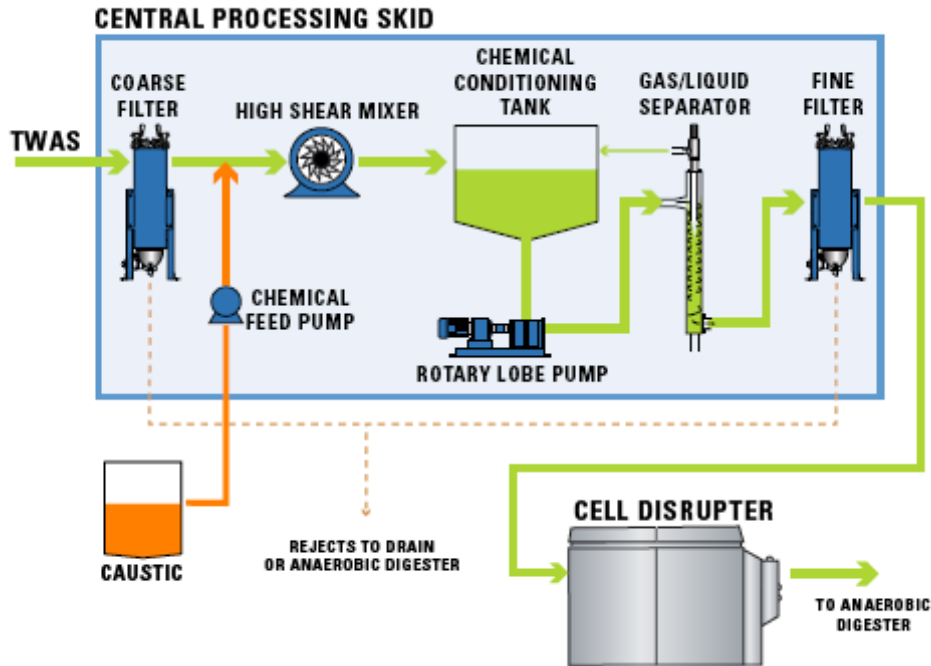 CENTRAL PROCESSING SKID
COARSE
FILTER
HIGH SHEAR MIXER
CHEMICAL
CONDITIONING
TANK
GAS/LIQUID
SEPARATOR
FINE
FILTER
TWAS
CHEMICAL
FEED PUMP
ROTARY LOBE PUMP
CAUSTIC
REJECTS TO DRAIN
OR ANAEROBIC DIGESTER
CELL DISRUPTER
TO ANAEROBIC
DIGESTER